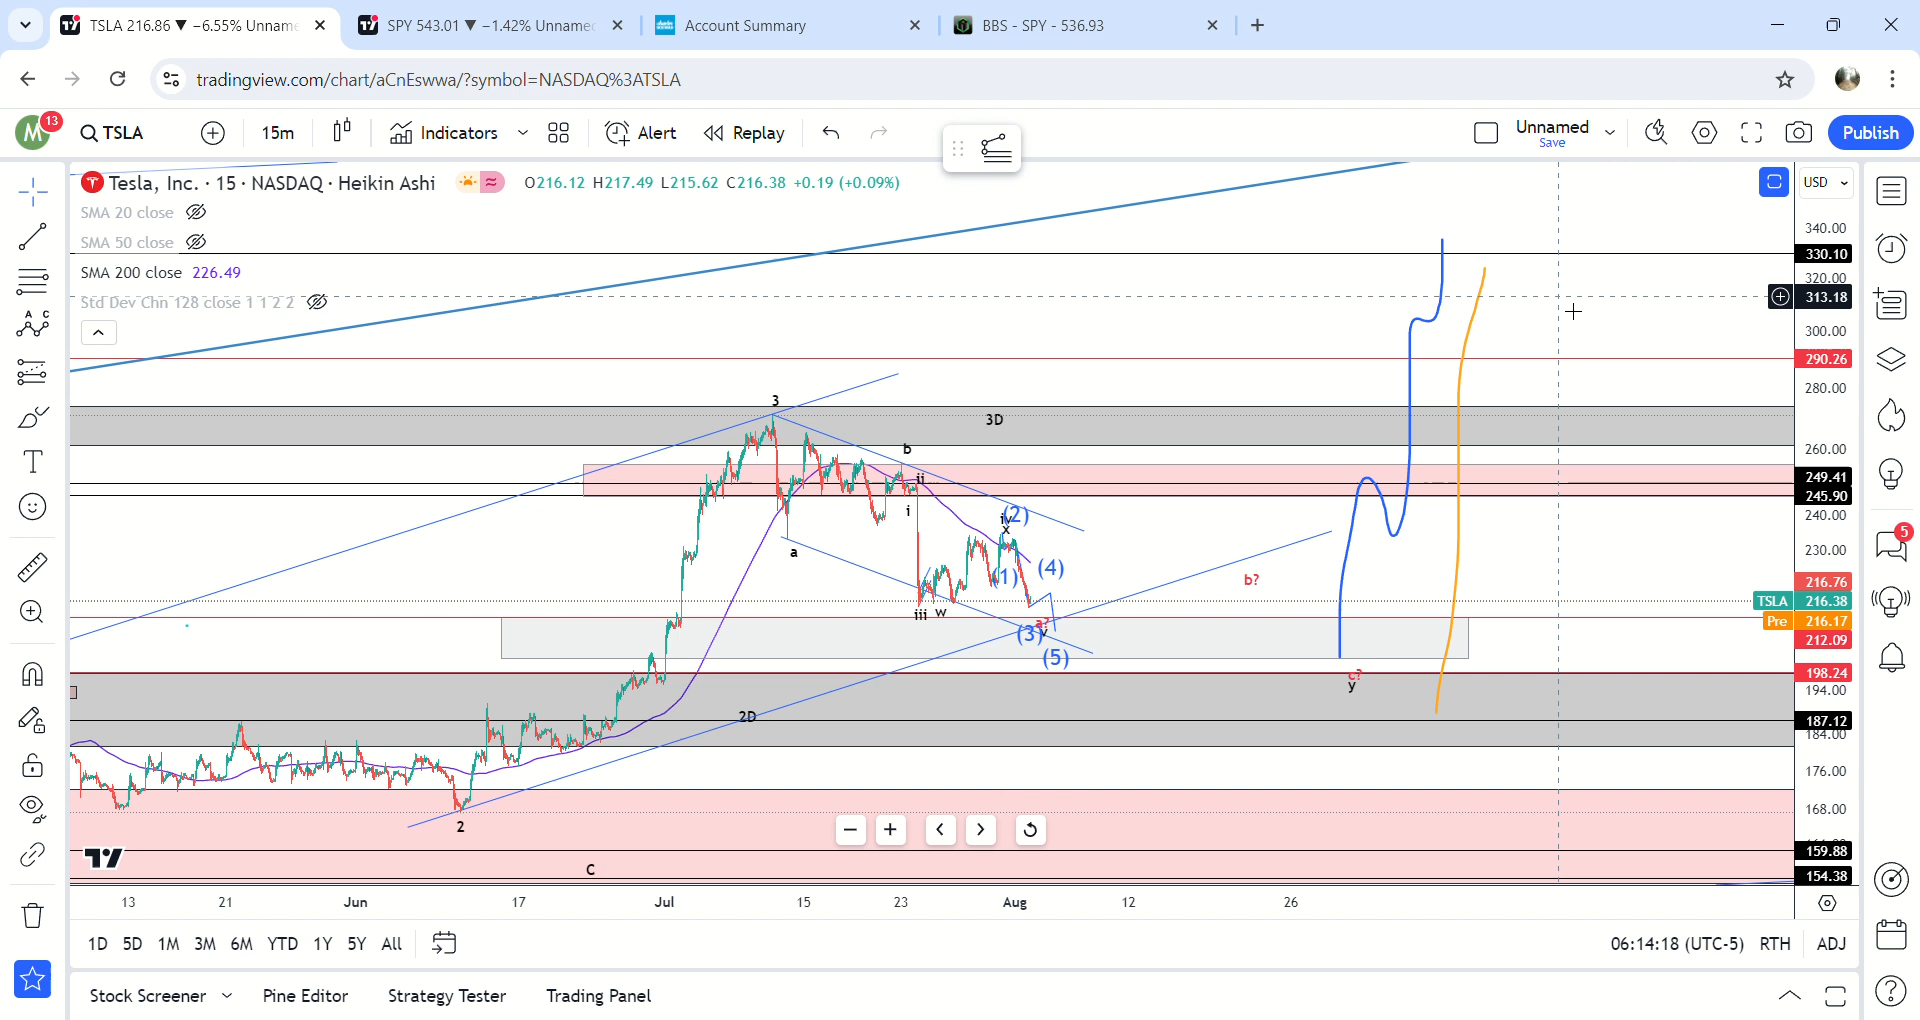 TSLA 216.86 ▼ −6.55% Unname
SPY 543.01 ▼ −1.42% Unnamed
Account Summary
BBS - SPY - 536.93
tradingview.com/chart/aCnEswwa/?symbol=NASDAQ%3ATSLA
M 13
TSLA
15m
Indicators
Alert
Replay
Unnamed
Save
Publish
Tesla, Inc. · 15 · NASDAQ · Heikin Ashi
O216.12 H217.49 L215.62 C216.38 +0.19 (+0.09%)
USD
SMA 20 close
SMA 50 close
SMA 200 close 226.49
Std Dev Chn 128 close 1 1 2 2
340.00
330.10
320.00
313.18
300.00
290.26
280.00
260.00
249.41
245.90
240.00
230.00
216.76
TSLA 216.38
Pre 216.17
212.09
198.24
194.00
187.12
184.00
176.00
168.00
159.88
154.38
3
3D
b
ii
i
a
iv
(2)
x
(1)
(4)
b?
iii
w
a?
(3)
v
(5)
c?
y
2D
2
C
13
21
Jun
17
Jul
15
23
Aug
12
26
5
1D 5D 1M 3M 6M YTD 1Y 5Y All
06:14:18 (UTC-5) RTH ADJ
Stock Screener
Pine Editor
Strategy Tester
Trading Panel